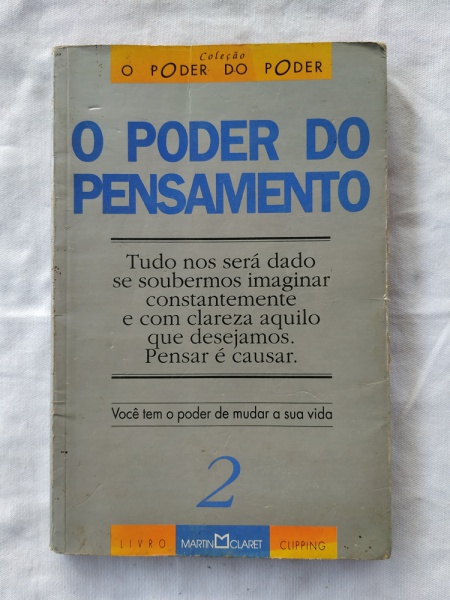 Coleção
O PODER DO PODER
O PODER DO
PENSAMENTO
Tudo nos será dado
se soubermos imaginar
constantemente
e com clareza aquilo
que desejamos.
Pensar é causar.
Você tem o poder de mudar a sua vida
2
LIVRO MARTIN CLARET CLIPPING